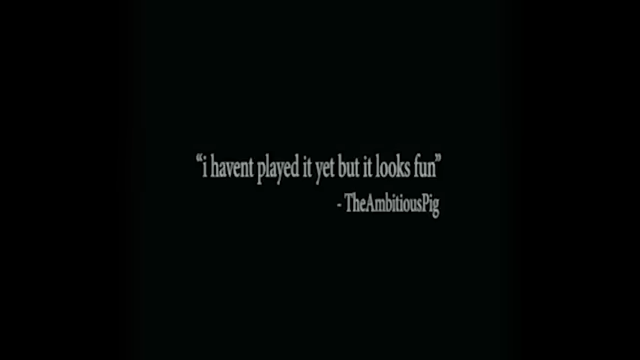 “i havent played it yet but it looks fun”
- TheAmbitiousPig